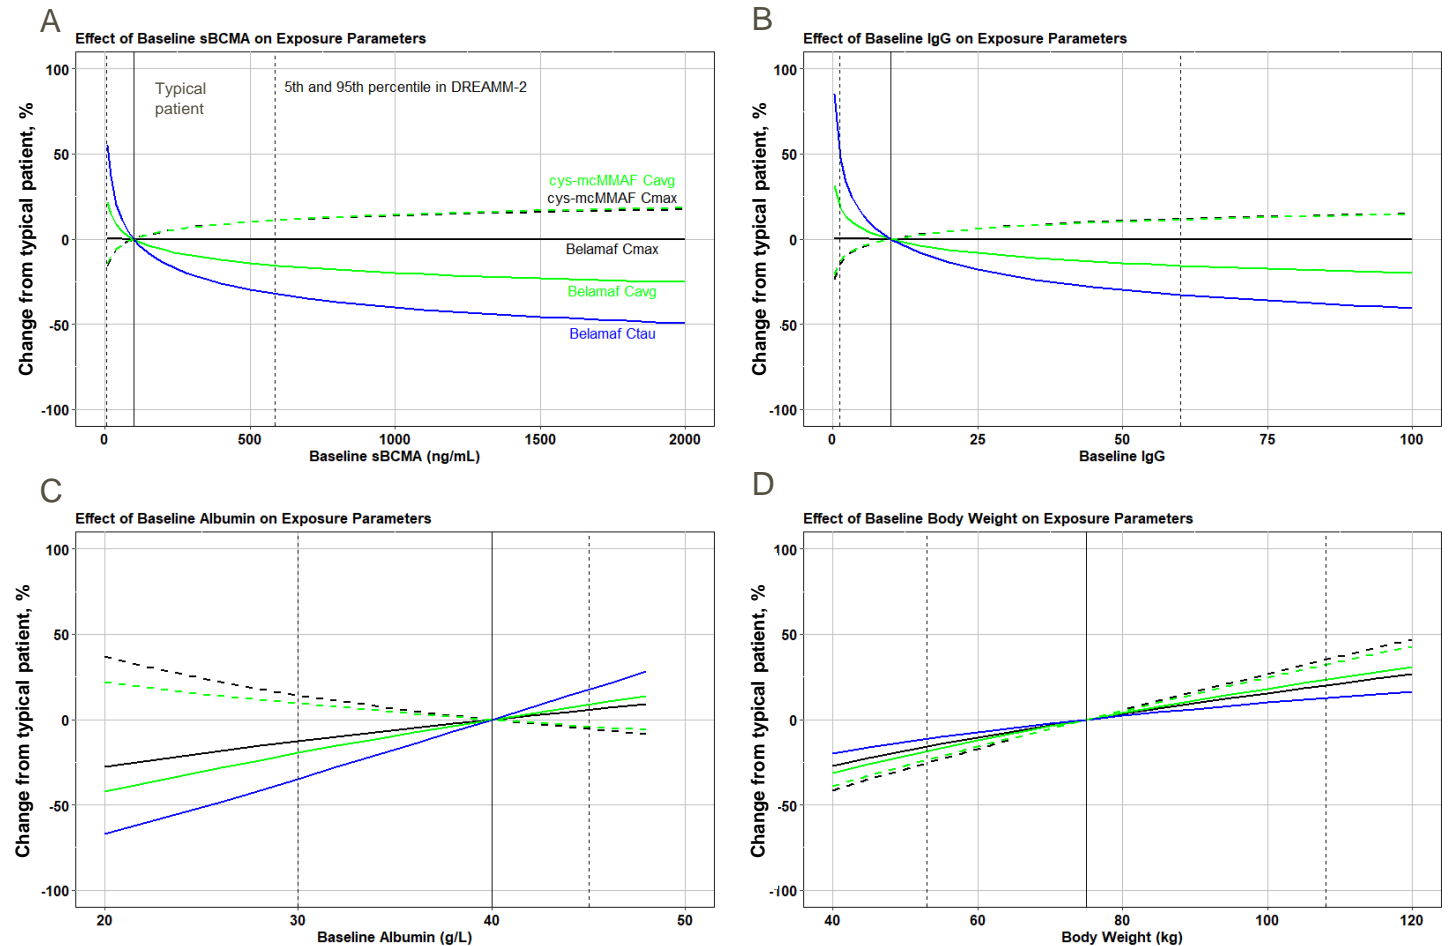 A
Effect of Baseline sBCMA on Exposure Parameters
Change from typical patient, %
100
50
0
-50
-100
Typical
patient
5th and 95th percentile in DREAMM-2
cys-mcMMAF Cavg
cys-mcMMAF Cmax
Belamaf Cmax
Belamaf Cavg
Belamaf Ctau
0 500 1000 1500 2000
Baseline sBCMA (ng/mL)
B
Effect of Baseline IgG on Exposure Parameters
Change from typical patient, %
100
50
0
-50
-100
0 25 50 75 100
Baseline IgG
C
Effect of Baseline Albumin on Exposure Parameters
Change from typical patient, %
100
50
0
-50
-100
20 30 40 50
Baseline Albumin (g/L)
D
Effect of Baseline Body Weight on Exposure Parameters
Change from typical patient, %
100
50
0
-50
-100
40 60 80 100 120
Body Weight (kg)